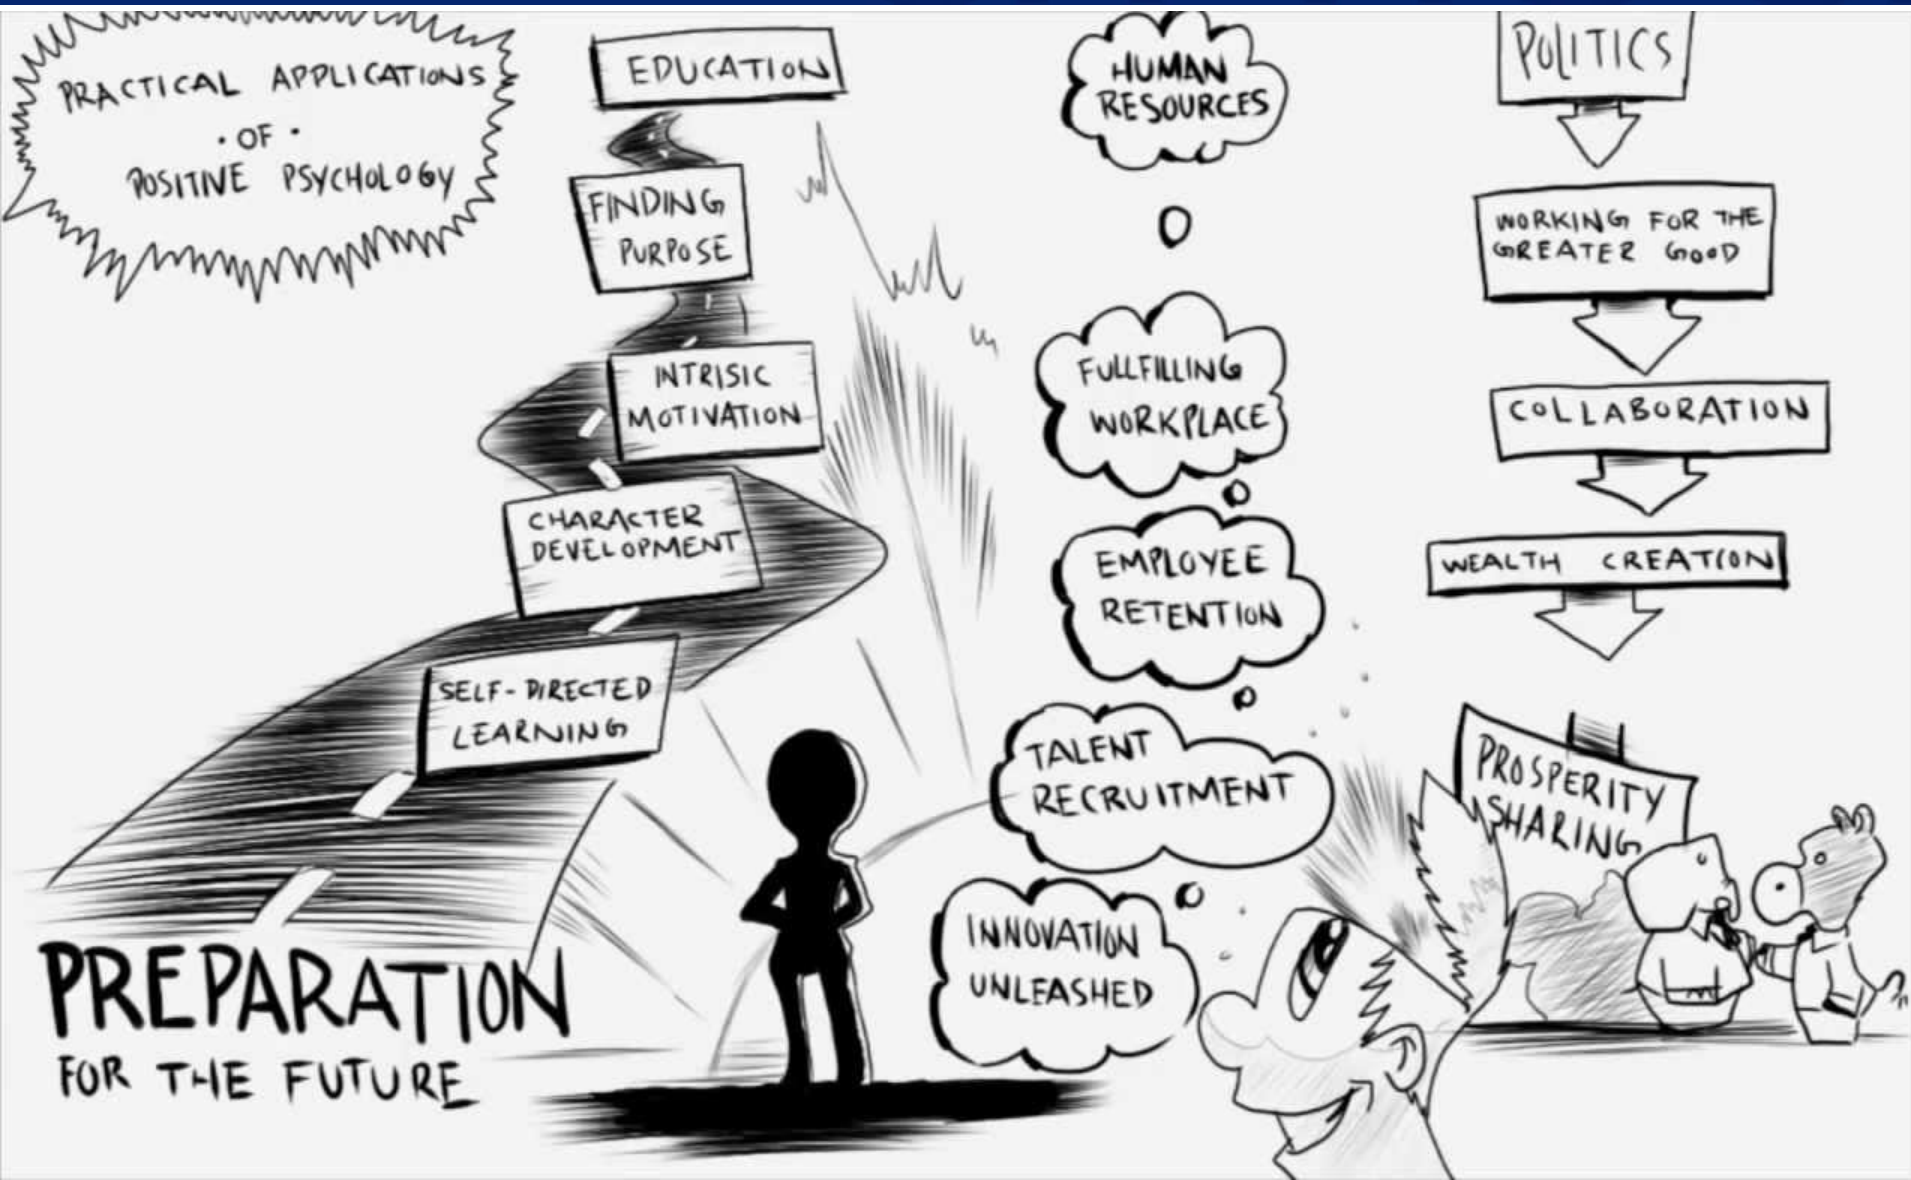 PRACTICAL APPLICATIONS
· OF ·
POSITIVE PSYCHOLOGY
EDUCATION
FINDING
PURPOSE
INTRISIC
MOTIVATION
CHARACTER
DEVELOPMENT
SELF-DIRECTED
LEARNING
PREPARATION
FOR THE FUTURE
HUMAN
RESOURCES
FULLFILLING
WORKPLACE
EMPLOYEE
RETENTION
TALENT
RECRUITMENT
INNOVATION
UNLEASHED
POLITICS
WORKING FOR THE
GREATER GOOD
COLLABORATION
WEALTH CREATION
PROSPERITY
SHARING